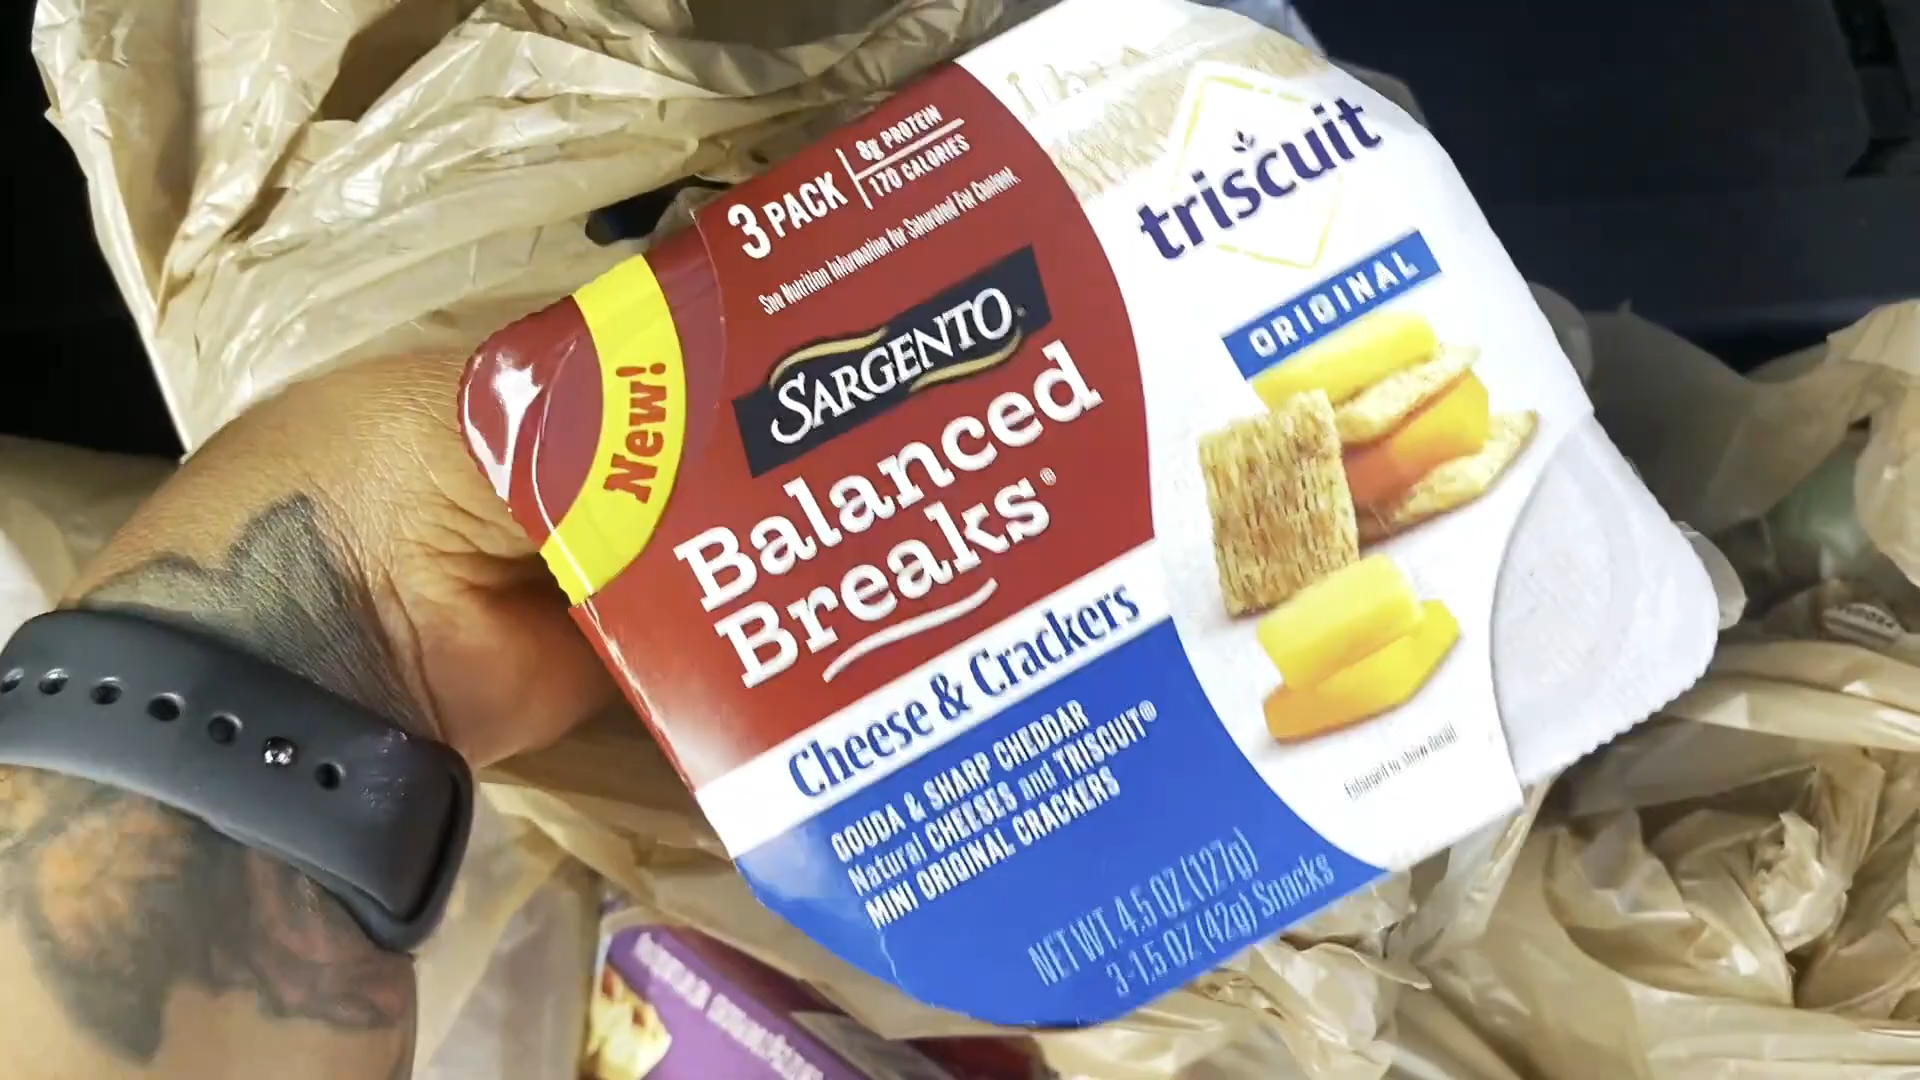 3 PACK
8g PROTEIN
170 CALORIES
See Nutrition Information for Saturated Fat Content.
New!
SARGENTO
Balanced
Breaks®
Cheese & Crackers
GOUDA & SHARP CHEDDAR
Natural CHEESES and TRISCUIT®
MINI ORIGINAL CRACKERS
NET WT. 4.5 OZ (127g)
3-1.5 OZ (42g) Snacks
triscuit
ORIGINAL
Enlarged to show detail.